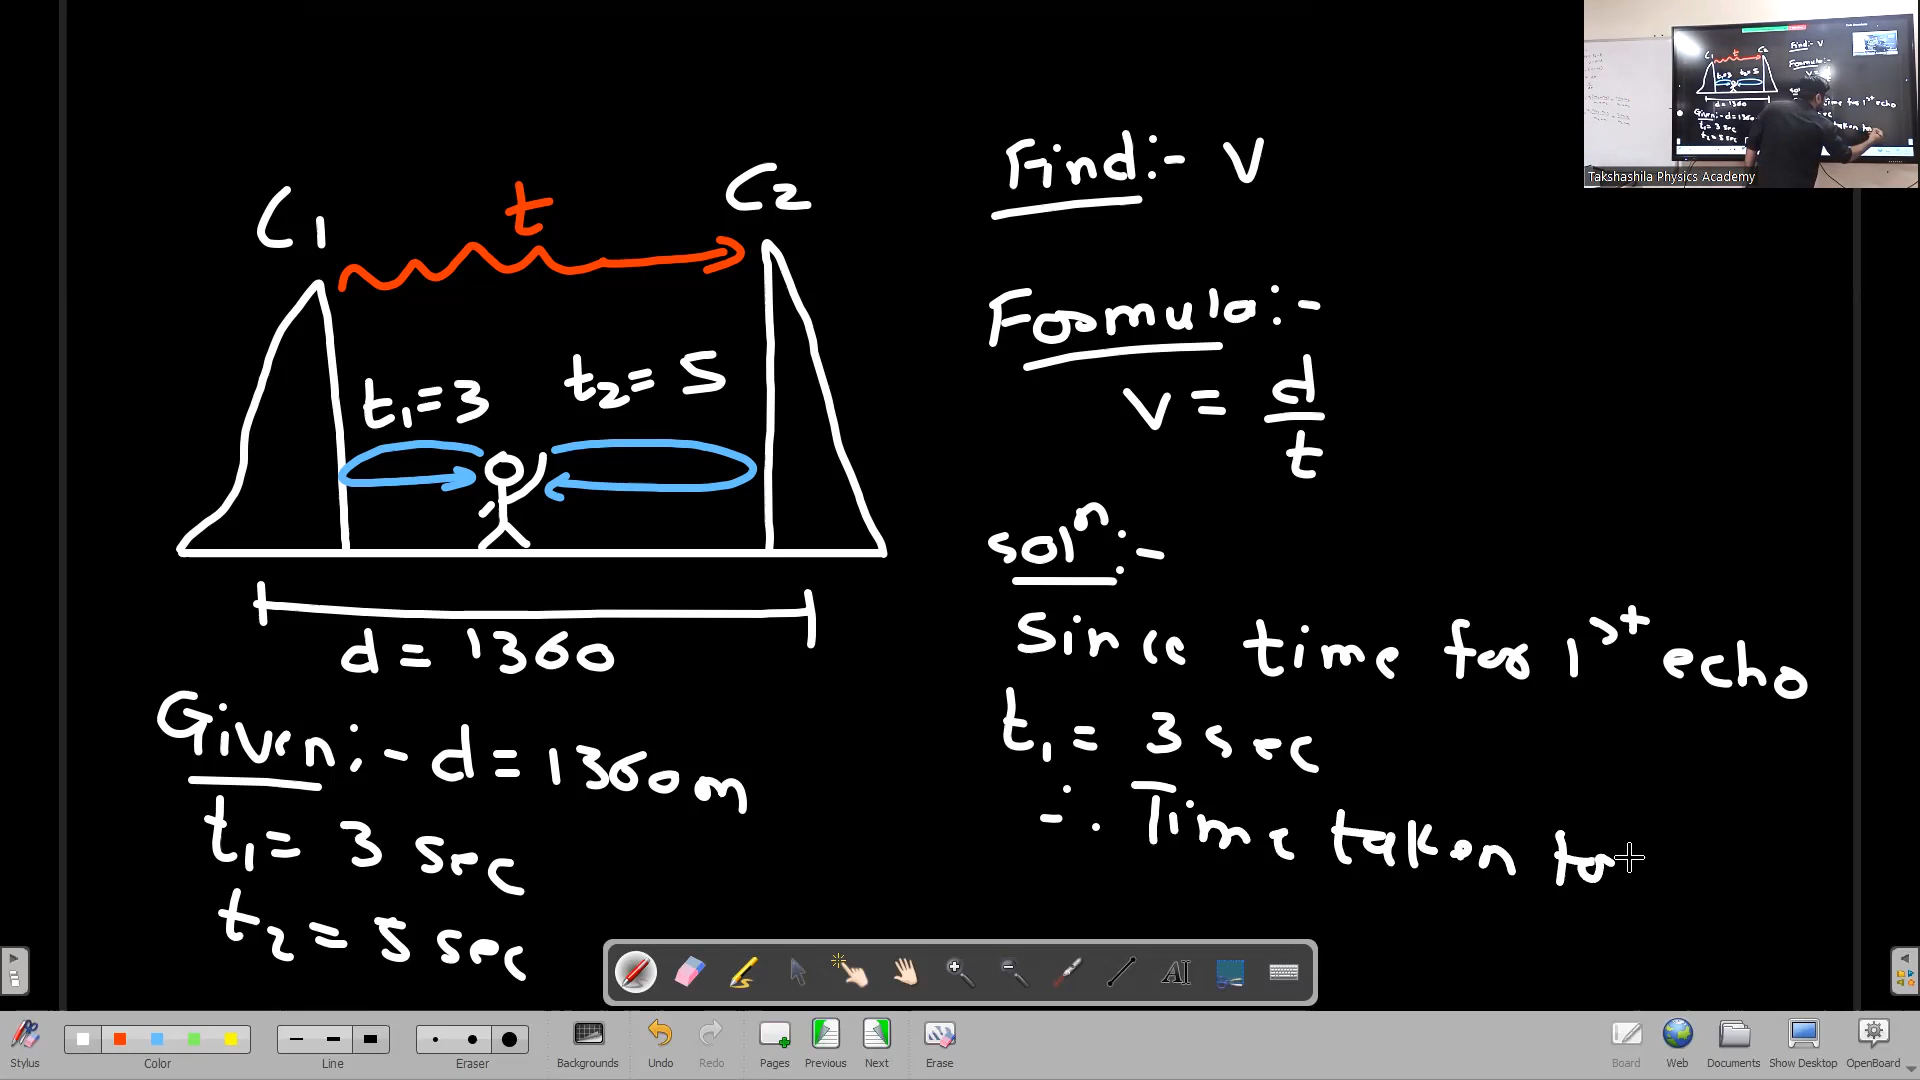 C1
t
C2
t1=3
t2= 5
d = 1360
Given:- d= 1360m
t1= 3 sec
t2= 5 sec
Find:- V
Formula:-
V = d/t
Solⁿ:-
Since time for 1st echo
t1= 3 sec
∴ Time taken for
Takshashila Physics Academy
AI
Stylus
Color
Line
Eraser
Backgrounds
Undo
Redo
Pages
Previous
Next
Erase
Board
Web
Documents
Show Desktop
OpenBoard